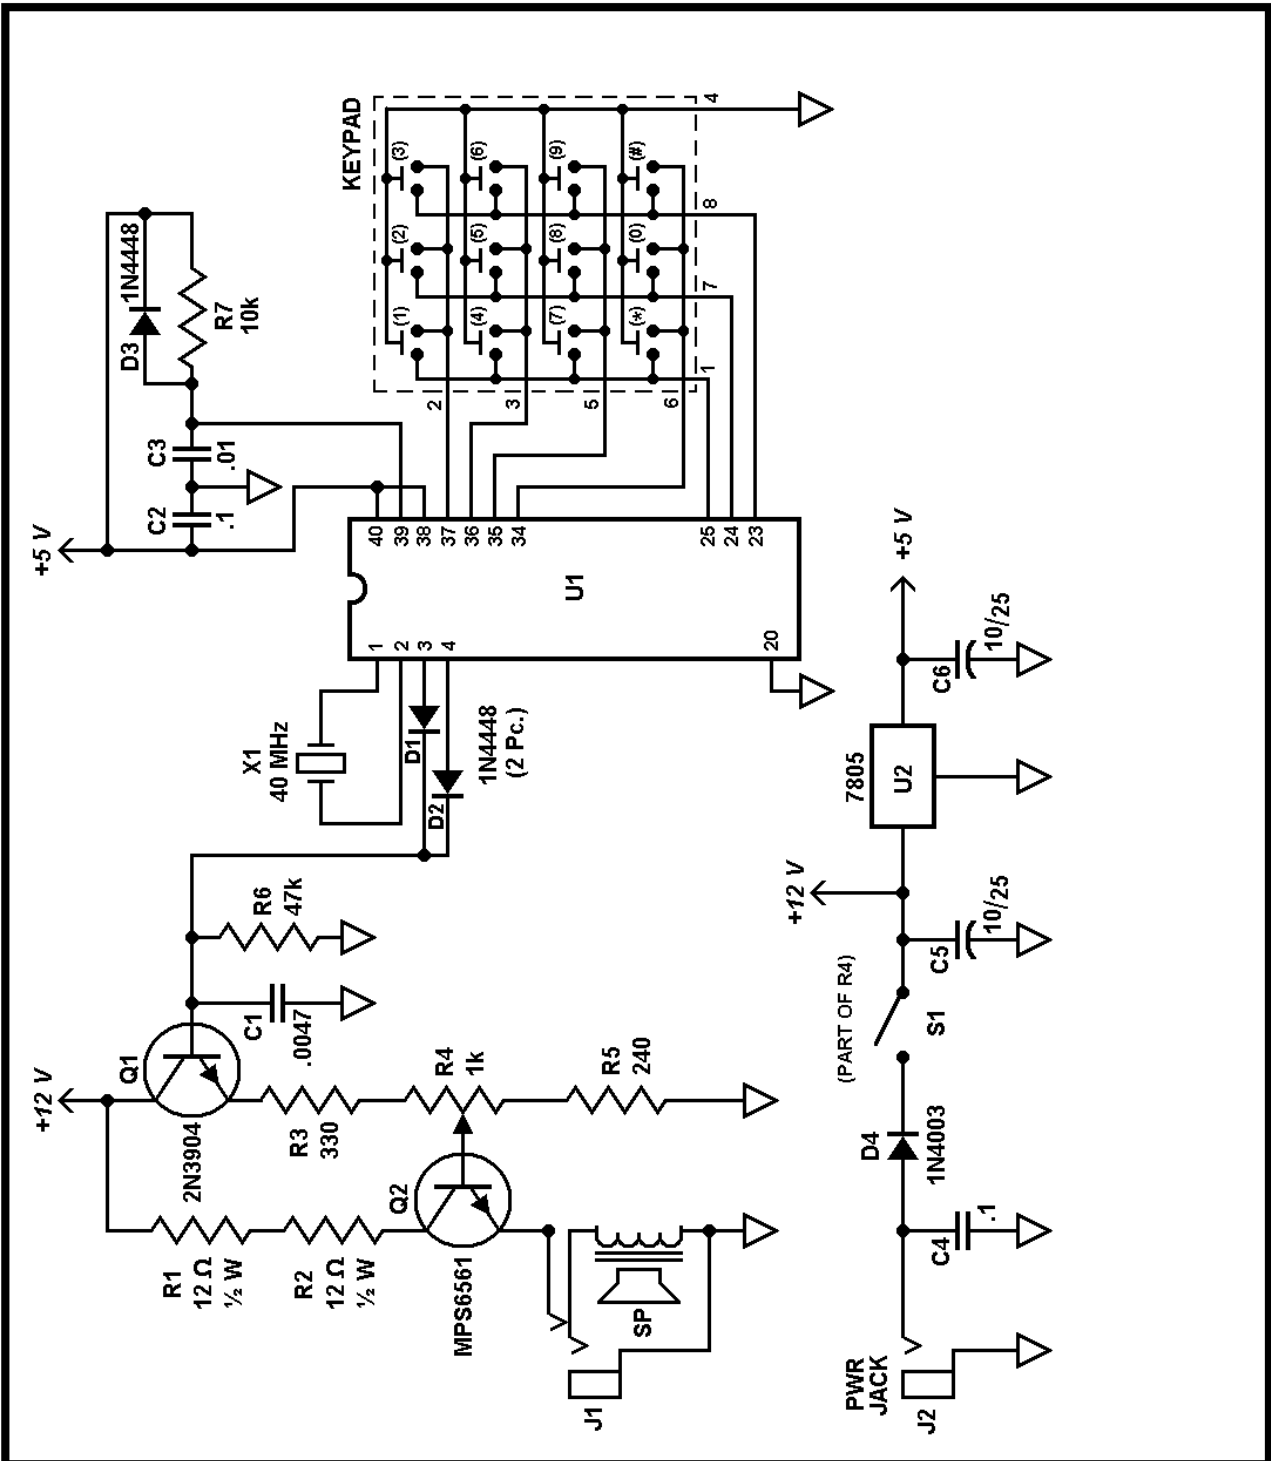 KEYPAD
4
(3)
(6)
(9)
(#)
8
(2)
(5)
(8)
(0)
7
(1)
(4)
(7)
(*)
1
2
3
5
6
1N4448
D3
R7
10k
C3
.01
C2
.1
+5 V
40
39
38
37
36
35
34
25
24
23
U1
1
2
3
4
20
X1
40 MHz
D1
D2
1N4448
(2 Pc.)
R6
47k
C1
.0047
+12 V
Q1
2N3904
R3
330
R4
1k
R5
240
R1
12 Ω
½ W
R2
12 Ω
½ W
Q2
MPS6561
SP
J1
+5 V
C6
10/25
7805
U2
+12 V
C5
10/25
(PART OF R4)
S1
D4
1N4003
C4
.1
PWR
JACK
J2